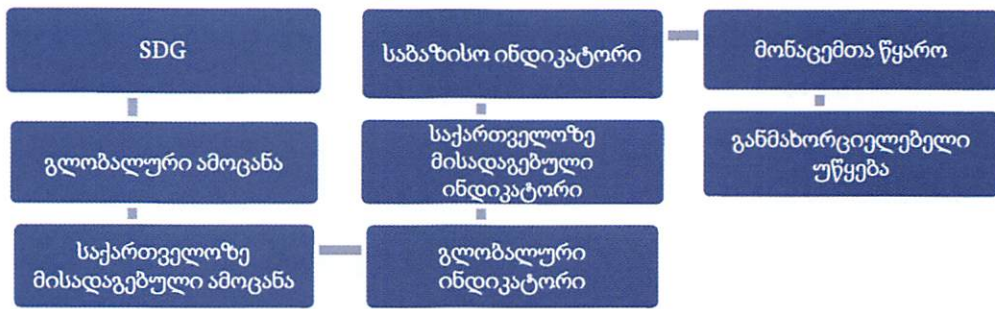 SDG
გლობალური ამოცანა
საქართველოზე
მისადაგებული ამოცანა
გლობალური
ინდიკატორი
საქართველოზე
მისადაგებული
ინდიკატორი
საბაზისო ინდიკატორი
მონაცემთა წყარო
განმახორციელებელი
უწყება